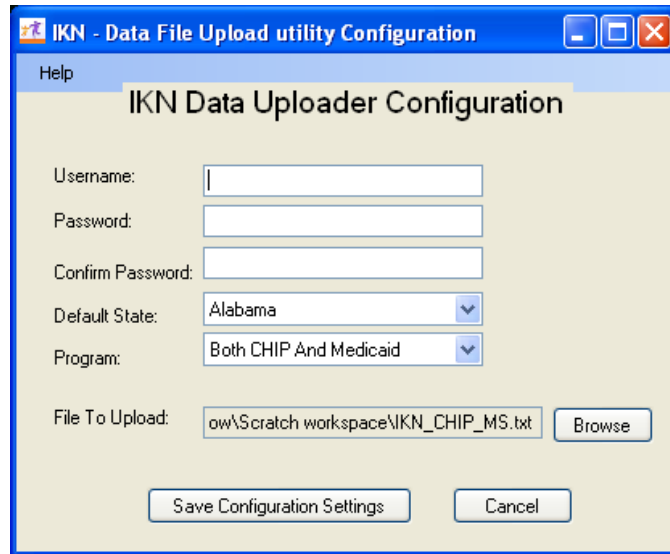 IKN - Data File Upload utility Configuration
Help
IKN Data Uploader Configuration
Username:
Password:
Confirm Password:
Default State: Alabama
Program: Both CHIP And Medicaid
File To Upload: ow\Scratch workspace\IKN_CHIP_MS.txt Browse
Save Configuration Settings Cancel